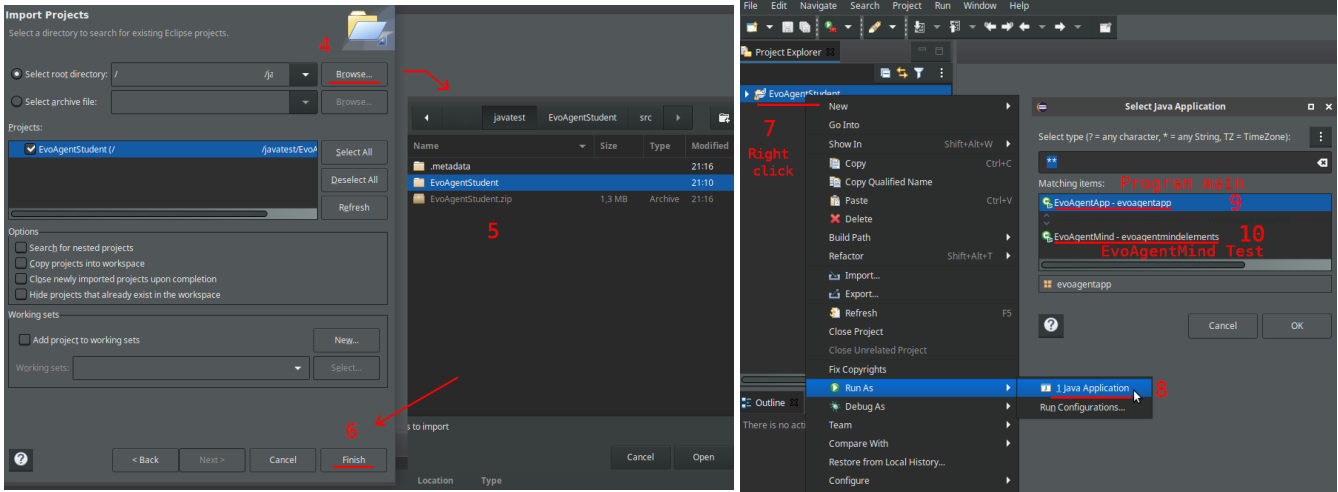 Import Projects
Select a directory to search for existing Eclipse projects.
4
Select root directory: / /ja Browse...
Select archive file: Browse...
Projects:
EvoAgentStudent (/ /javatest/EvoA
Select All
Deselect All
Refresh
Options
Search for nested projects
Copy projects into workspace
Close newly imported projects upon completion
Hide projects that already exist in the workspace
Working sets
Add project to working sets New...
Working sets: Select...
6
? < Back Next > Cancel Finish
javatest EvoAgentStudent src
Name Size Type Modified
.metadata 21:16
EvoAgentStudent 21:10
EvoAgentStudent.zip 1,3 MB Archive 21:16
5
s to import
Cancel Open
Location Type
File Edit Navigate Search Project Run Window Help
Project Explorer
EvoAgentStudent
7
Right
click
New
Go Into
Show In Shift+Alt+W
Copy Ctrl+C
Copy Qualified Name
Paste Ctrl+V
Delete
Build Path
Refactor Shift+Alt+T
Import...
Export...
Refresh F5
Close Project
Close Unrelated Project
Fix Copyrights
Run As
Debug As
Team
Compare With
Restore from Local History...
Configure
Outline
There is no acti
1 Java Application 8
Run Configurations...
Select Java Application
Select type (? = any character, * = any String, TZ = TimeZone):
**
Matching items:
Program main
EvoAgentApp - evoagentapp 9
EvoAgentMind - evoagentmindelements 10
EvoAgentMind Test
evoagentapp
? Cancel OK